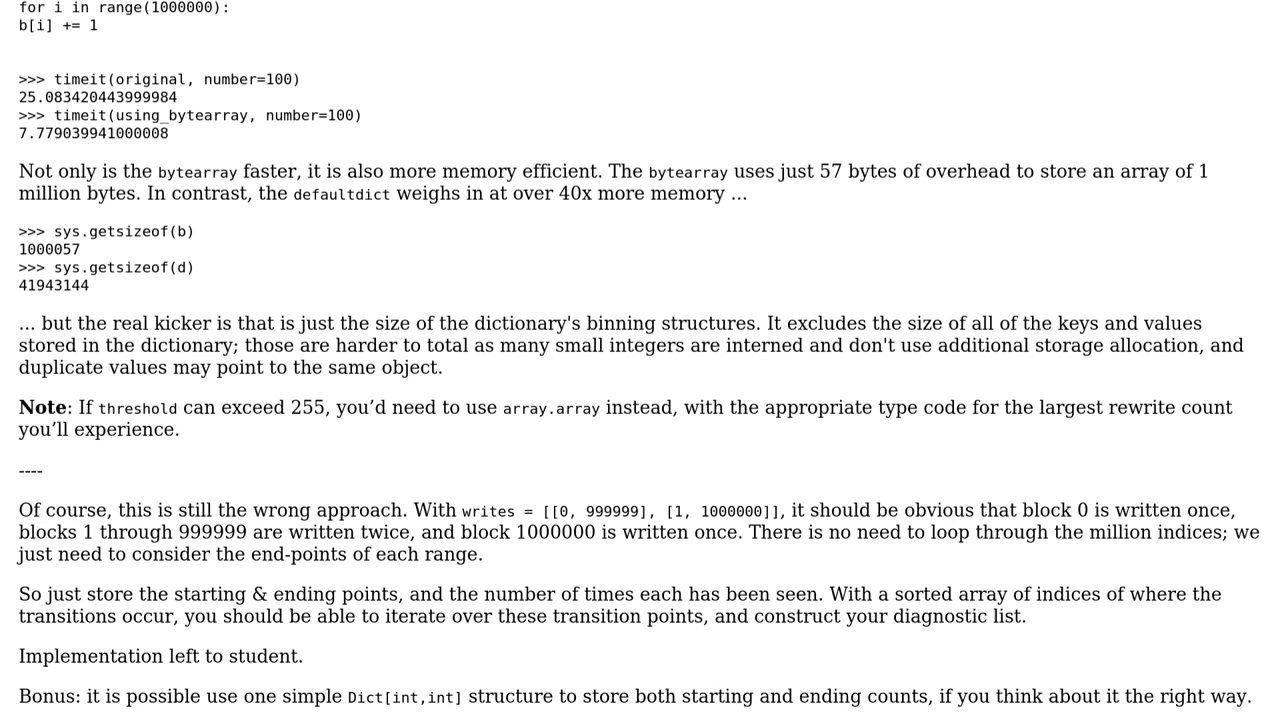 for i in range(1000000):
b[i] += 1
>>> timeit(original, number=100)
25.083420443999984
>>> timeit(using_bytearray, number=100)
7.779039941000008
Not only is the bytearray faster, it is also more memory efficient. The bytearray uses just 57 bytes of overhead to store an array of 1
million bytes. In contrast, the defaultdict weighs in at over 40x more memory ...
>>> sys.getsizeof(b)
1000057
>>> sys.getsizeof(d)
41943144
... but the real kicker is that is just the size of the dictionary's binning structures. It excludes the size of all of the keys and values
stored in the dictionary; those are harder to total as many small integers are interned and don't use additional storage allocation, and
duplicate values may point to the same object.
Note: If threshold can exceed 255, you’d need to use array.array instead, with the appropriate type code for the largest rewrite count
you’ll experience.
----
Of course, this is still the wrong approach. With writes = [[0, 999999], [1, 1000000]], it should be obvious that block 0 is written once,
blocks 1 through 999999 are written twice, and block 1000000 is written once. There is no need to loop through the million indices; we
just need to consider the end-points of each range.
So just store the starting & ending points, and the number of times each has been seen. With a sorted array of indices of where the
transitions occur, you should be able to iterate over these transition points, and construct your diagnostic list.
Implementation left to student.
Bonus: it is possible use one simple Dict[int,int] structure to store both starting and ending counts, if you think about it the right way.